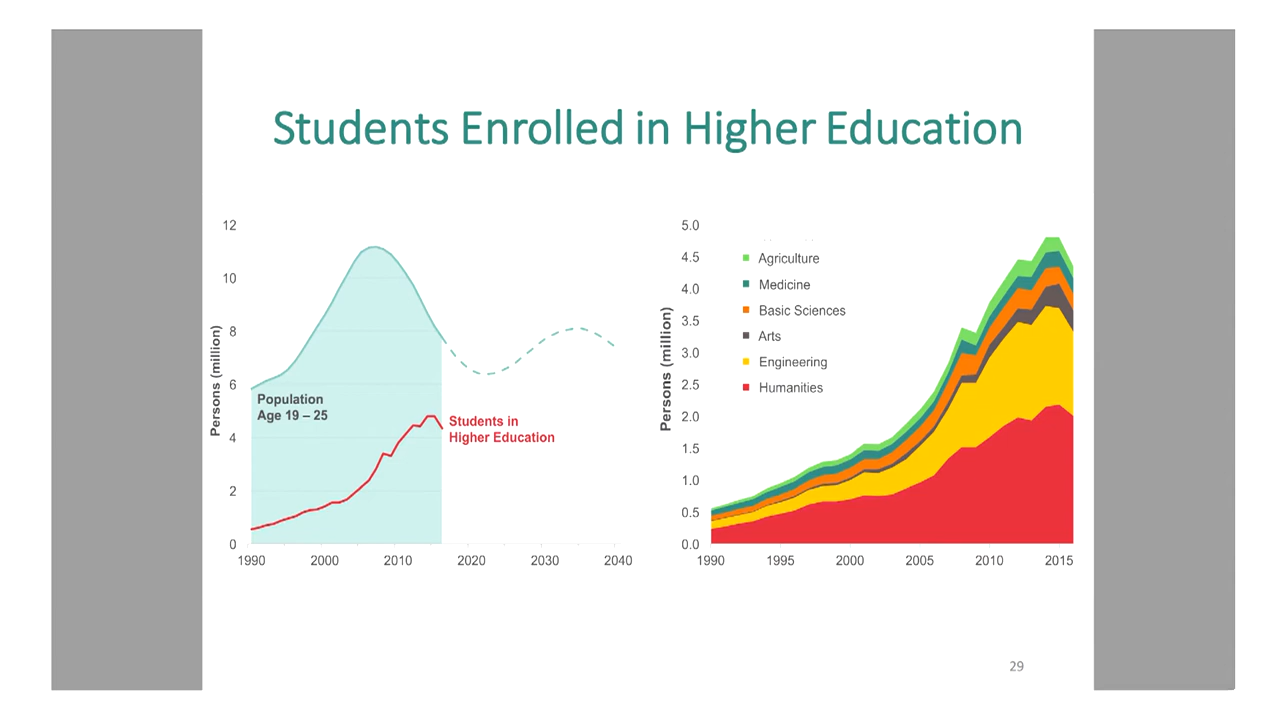 Students Enrolled in Higher Education
Persons (million)
12
10
8
6
4
2
0
Population
Age 19 – 25
Students in
Higher Education
1990 2000 2010 2020 2030 2040
Persons (million)
5.0
4.5
4.0
3.5
3.0
2.5
2.0
1.5
1.0
0.5
0.0
Agriculture
Medicine
Basic Sciences
Arts
Engineering
Humanities
1990 1995 2000 2005 2010 2015
29